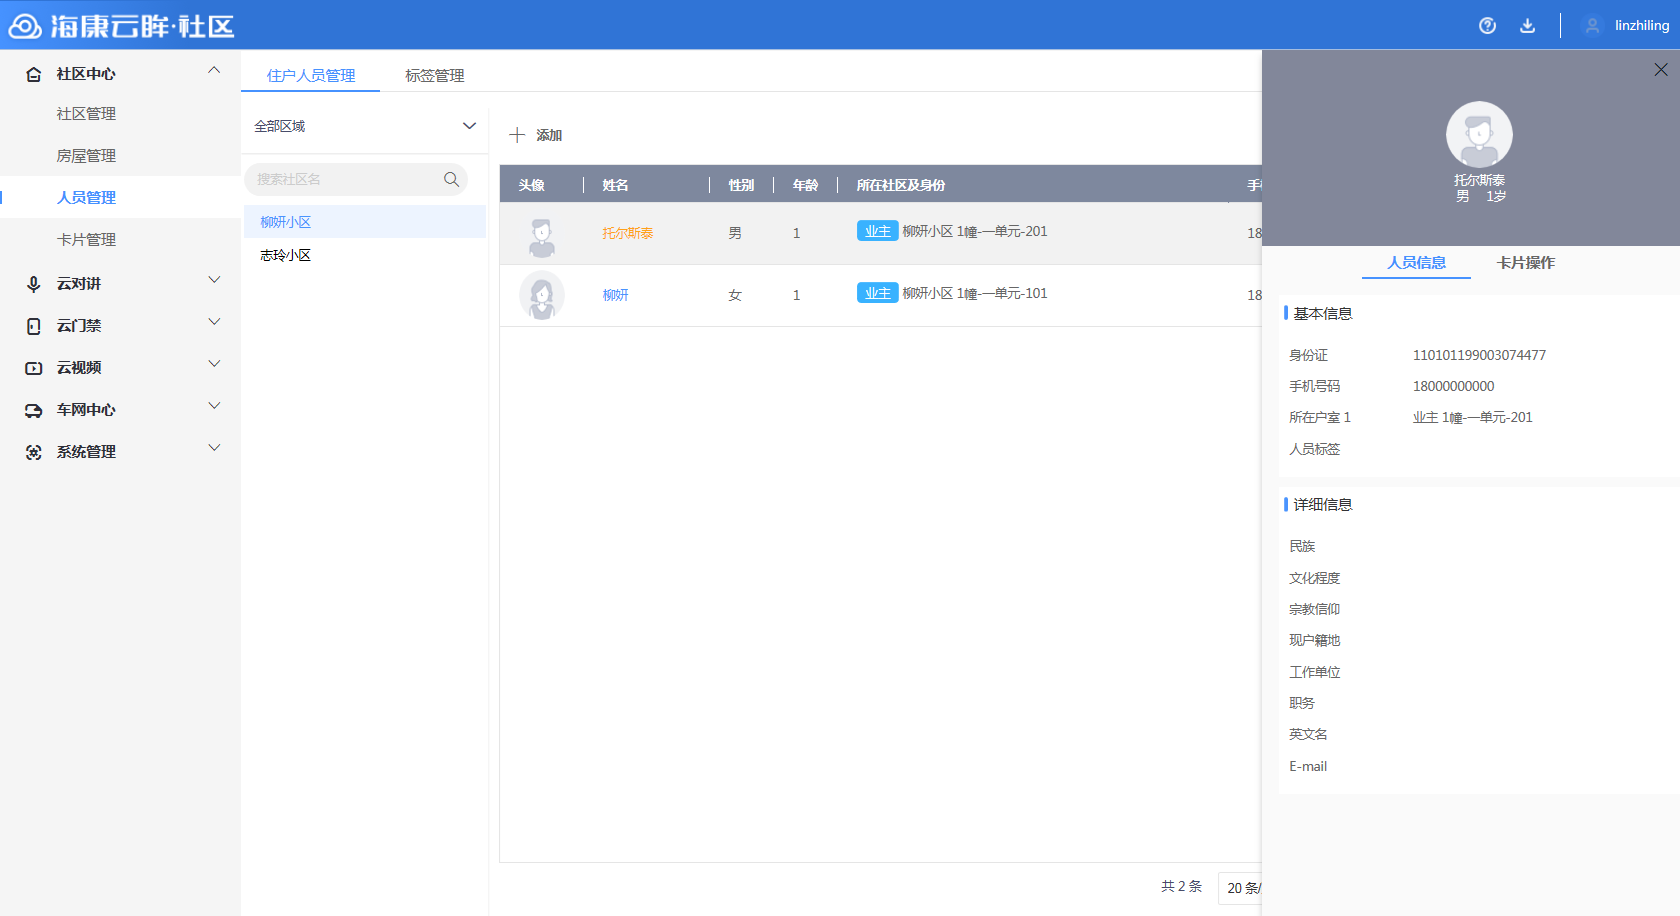 海康云眸·社区
linzhiling
社区中心
社区管理
房屋管理
人员管理
卡片管理
云对讲
云门禁
云视频
车网中心
系统管理
住户人员管理 标签管理
全部区域
搜索社区名
柳妍小区
志玲小区
添加
头像 姓名 性别 年龄 所在社区及身份
托尔斯泰 男 1 业主 柳妍小区 1幢-一单元-201 18
柳妍 女 1 业主 柳妍小区 1幢-一单元-101 18
共 2 条 20 条/
托尔斯泰
男 1岁
人员信息 卡片操作
基本信息
身份证 110101199003074477
手机号码 18000000000
所在户室 1 业主 1幢-一单元-201
人员标签
详细信息
民族
文化程度
宗教信仰
现户籍地
工作单位
职务
英文名
E-mail